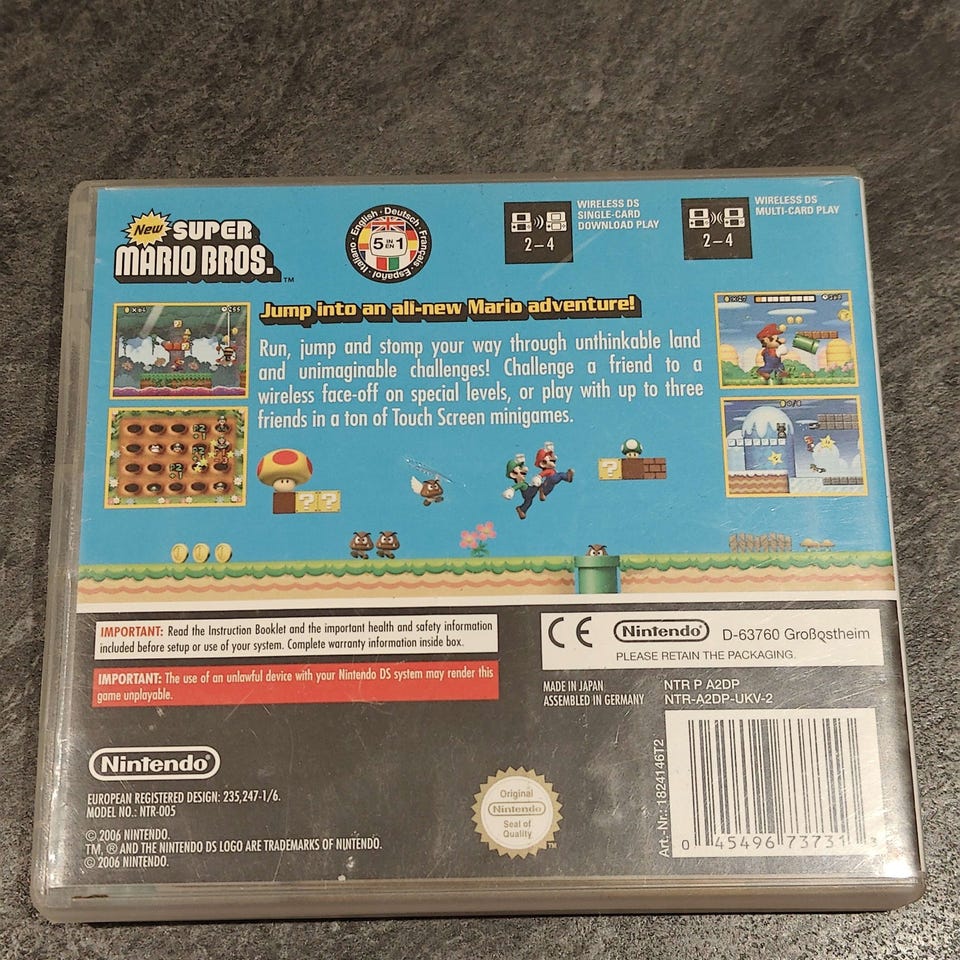 New SUPER
MARIO BROS.™
English · Deutsch · Français · Español · Italiano
5 IN EN 1
2–4
WIRELESS DS
SINGLE-CARD
DOWNLOAD PLAY
2–4
WIRELESS DS
MULTI-CARD PLAY
Jump into an all-new Mario adventure!
Run, jump and stomp your way through unthinkable land
and unimaginable challenges! Challenge a friend to a
wireless face-off on special levels, or play with up to three
friends in a ton of Touch Screen minigames.
IMPORTANT: Read the Instruction Booklet and the important health and safety information
included before setup or use of your system. Complete warranty information inside box.
IMPORTANT: The use of an unlawful device with your Nintendo DS system may render this
game unplayable.
CE Nintendo® D-63760 Großostheim
PLEASE RETAIN THE PACKAGING.
MADE IN JAPAN
ASSEMBLED IN GERMANY
NTR P A2DP
NTR-A2DP-UKV-2
Nintendo®
EUROPEAN REGISTERED DESIGN: 235,247-1/6.
MODEL NO.: NTR-005
© 2006 NINTENDO.
TM, ® AND THE NINTENDO DS LOGO ARE TRADEMARKS OF NINTENDO.
© 2006 NINTENDO.
Original
Nintendo
Seal of
Quality
TM
Art.-Nr.: 1824146T2
0 45496 73731 3